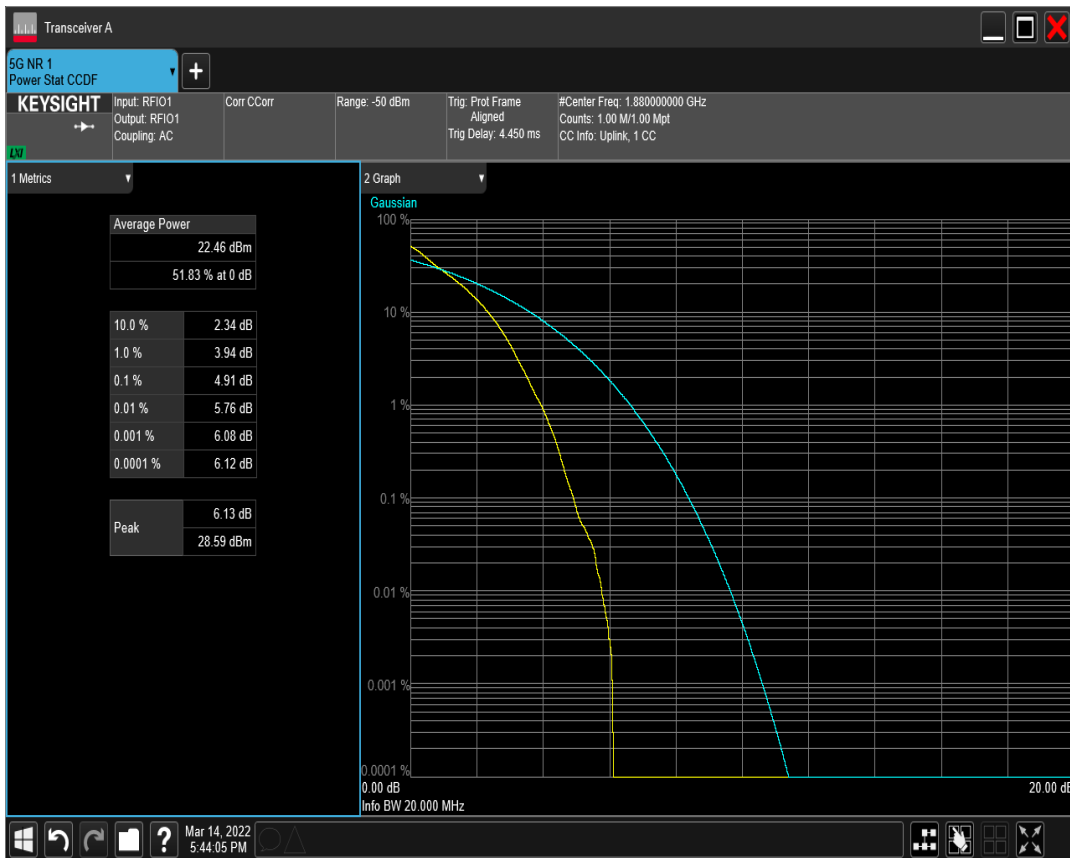 Transceiver A
5G NR 1
Power Stat CCDF
KEYSIGHT
LXI
Input: RFIO1
Output: RFIO1
Coupling: AC
Corr CCorr
Range: -50 dBm
Trig: Prot Frame
Aligned
Trig Delay: 4.450 ms
#Center Freq: 1.880000000 GHz
Counts: 1.00 M/1.00 Mpt
CC Info: Uplink, 1 CC
1 Metrics
Average Power
22.46 dBm
51.83 % at 0 dB
10.0 % 2.34 dB
1.0 % 3.94 dB
0.1 % 4.91 dB
0.01 % 5.76 dB
0.001 % 6.08 dB
0.0001 % 6.12 dB
Peak
6.13 dB
28.59 dBm
2 Graph
Gaussian
100 %
10 %
1 %
0.1 %
0.01 %
0.001 %
0.0001 %
0.00 dB 20.00 dB
Info BW 20.000 MHz
?
Mar 14, 2022
5:44:05 PM